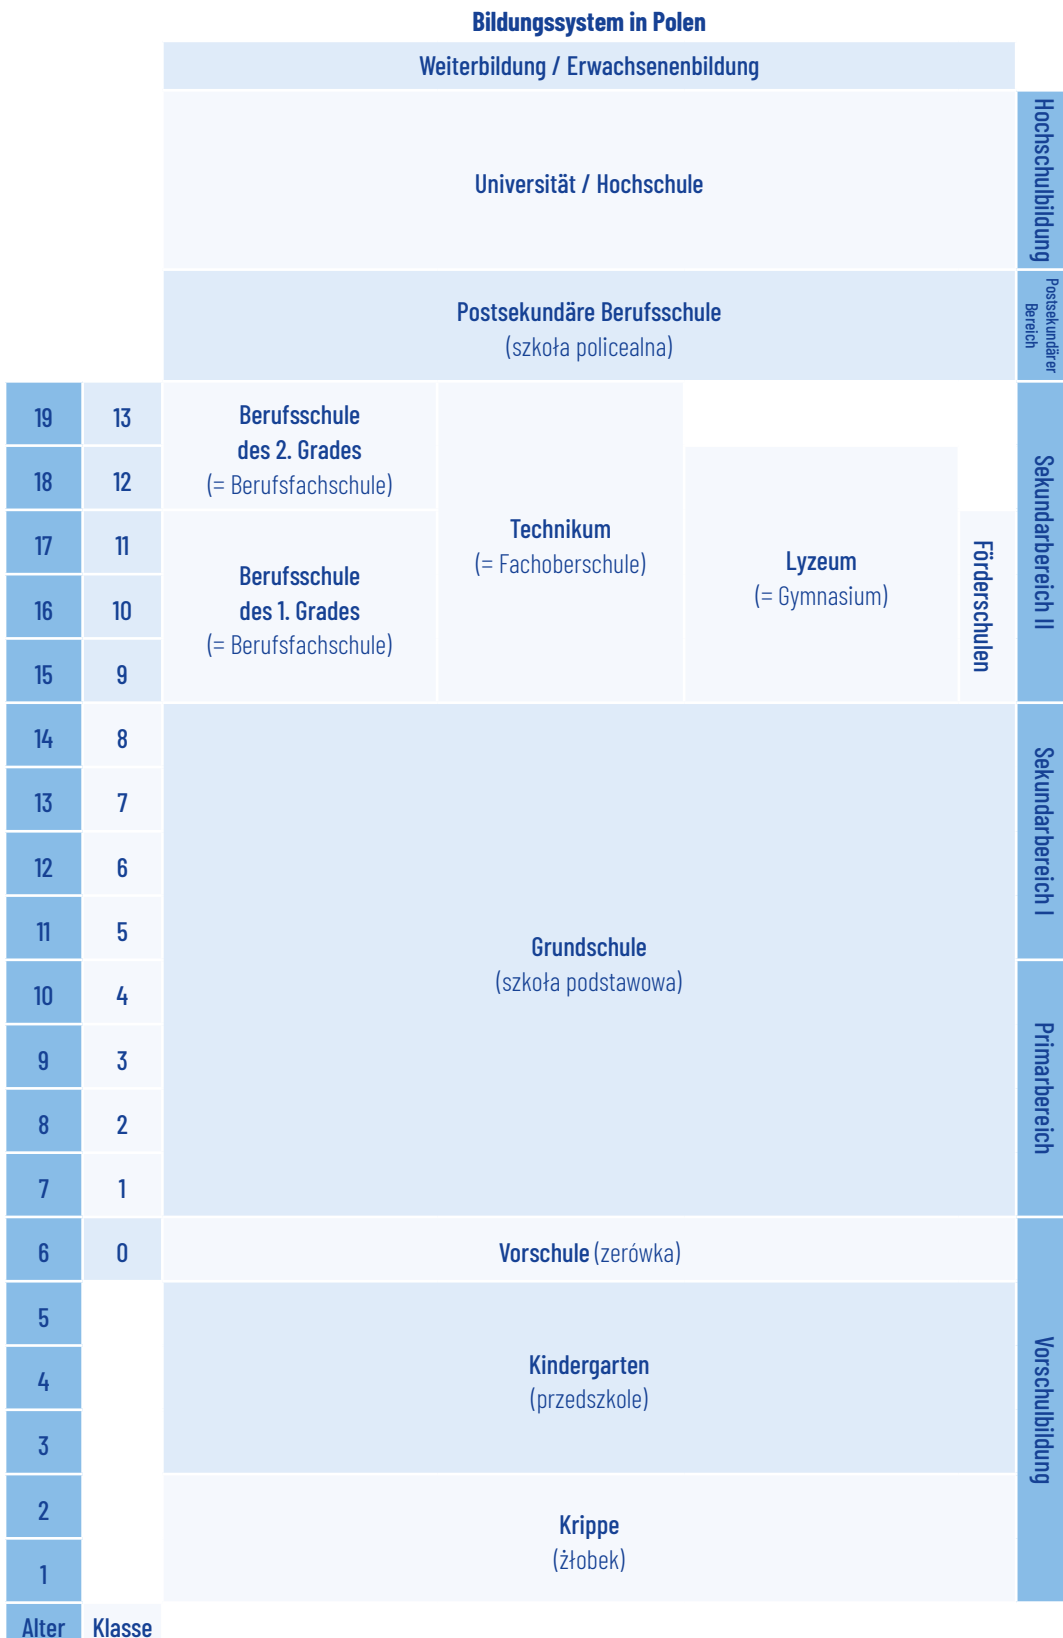 Bildungssystem in Polen
Weiterbildung / Erwachsenenbildung
Universität / Hochschule
Hochschulbildung
Postsekundäre Berufsschule
(szkoła policealna)
Postsekundärer
Bereich
19
13
18
12
17
11
16
10
15
9
Berufsschule
des 2. Grades
(= Berufsfachschule)
Berufsschule
des 1. Grades
(= Berufsfachschule)
Technikum
(= Fachoberschule)
Lyzeum
(= Gymnasium)
Förderschulen
Sekundarbereich II
14
8
13
7
12
6
11
5
10
4
9
3
8
2
7
1
Grundschule
(szkoła podstawowa)
Sekundarbereich I
Primarbereich
6
0
Vorschule (zerówka)
5
4
3
Kindergarten
(przedszkole)
Vorschulbildung
2
1
Krippe
(żłobek)
Alter
Klasse